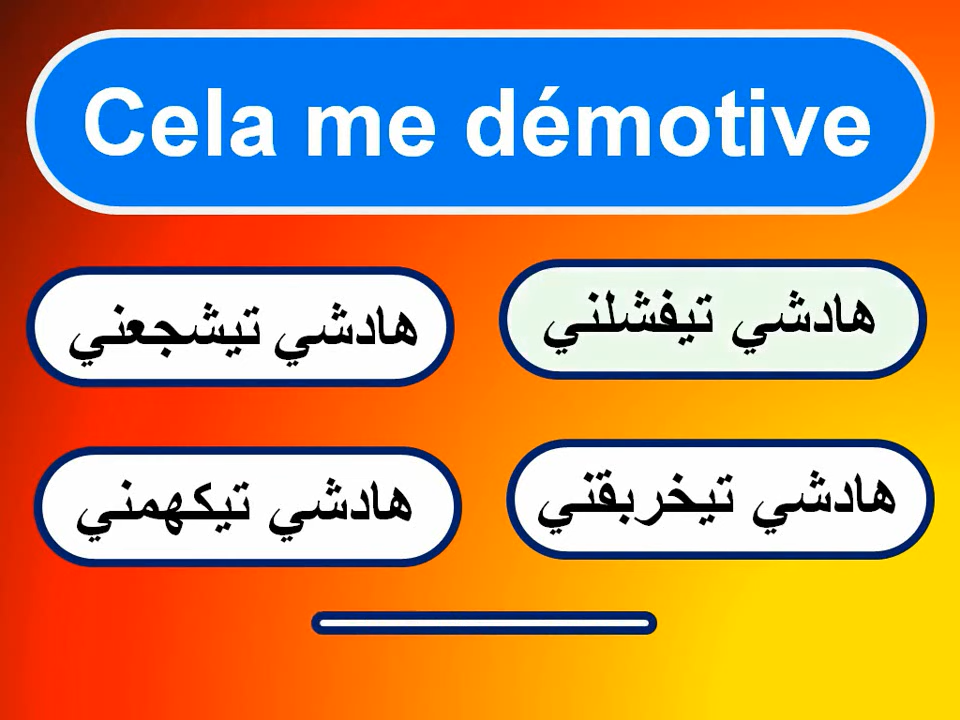 Cela me démotive
هادشي تيفشلني
هادشي تيشجعني
هادشي تيخربقني
هادشي تيكهمني